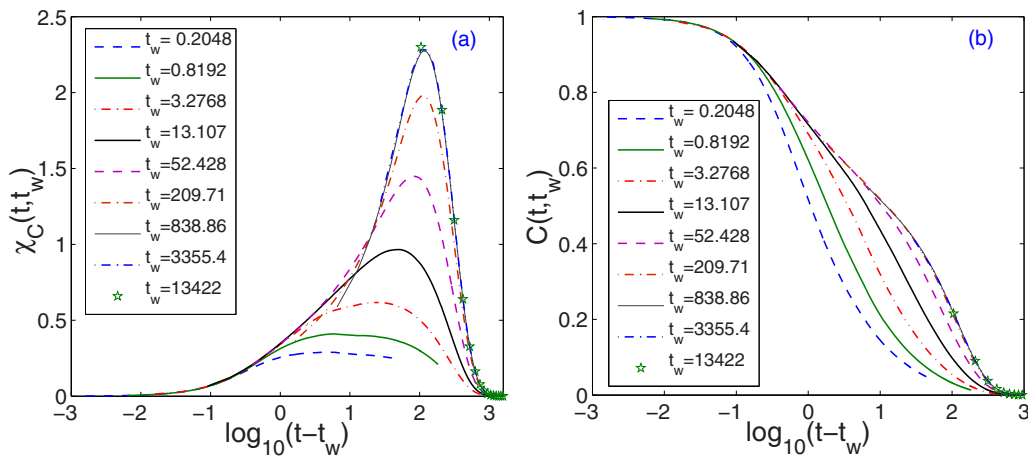 (a)
χ_C(t,t_w)
2.5
2
1.5
1
0.5
0
t_w= 0.2048
t_w=0.8192
t_w=3.2768
t_w=13.107
t_w=52.428
t_w=209.71
t_w=838.86
t_w=3355.4
t_w=13422
−3 −2 −1 0 1 2 3
log10(t−t_w)
(b)
C(t,t_w)
1
0.8
0.6
0.4
0.2
0
t_w= 0.2048
t_w=0.8192
t_w=3.2768
t_w=13.107
t_w=52.428
t_w=209.71
t_w=838.86
t_w=3355.4
t_w=13422
−3 −2 −1 0 1 2 3
log10(t−t_w)